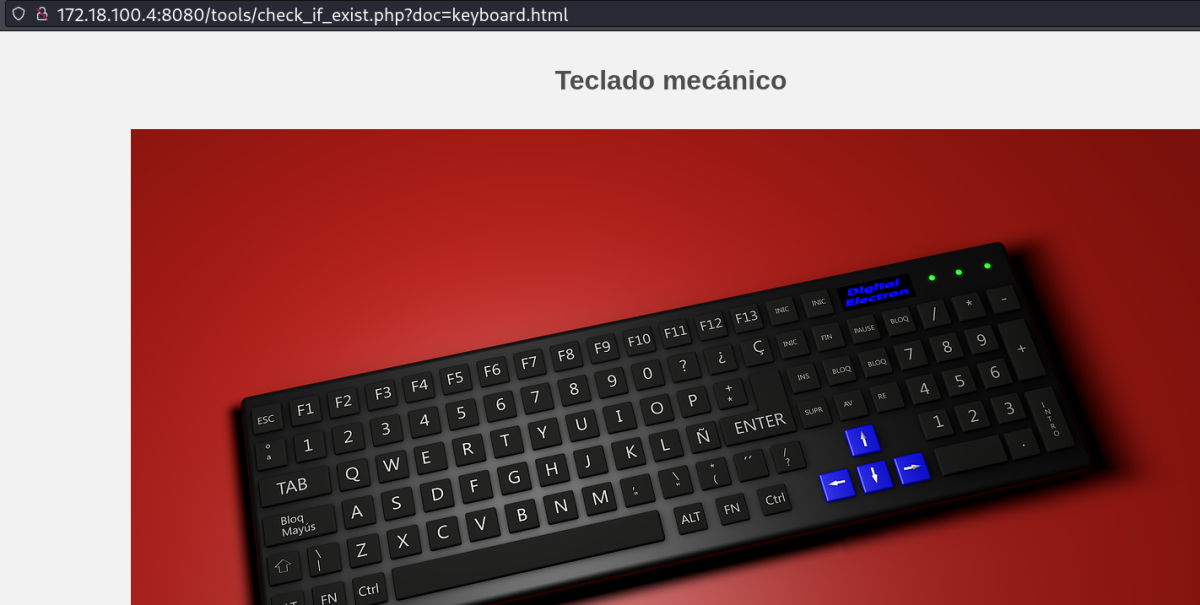 172.18.100.4:8080/tools/check_if_exist.php?doc=keyboard.html
Teclado mecánico
Digital
Electron
ESC F1 F2 F3 F4 F5 F6 F7 F8 F9 F10 F11 F12 F13 INIC INIC
º ª 1 2 3 4 5 6 7 8 9 0 ? ¿ Ç INIC FIN PAUSE BLOQ / * -
TAB Q W E R T Y U I O P + * ENTER INS BLOQ BLOQ 7 8 9 +
Bloq Mayus A S D F G H J K L Ñ SUPR AV RE 4 5 6
\ | Z X C V B N M \ " * ( / ? 1 2 3 INTRO
FN Ctrl ALT FN Ctrl .